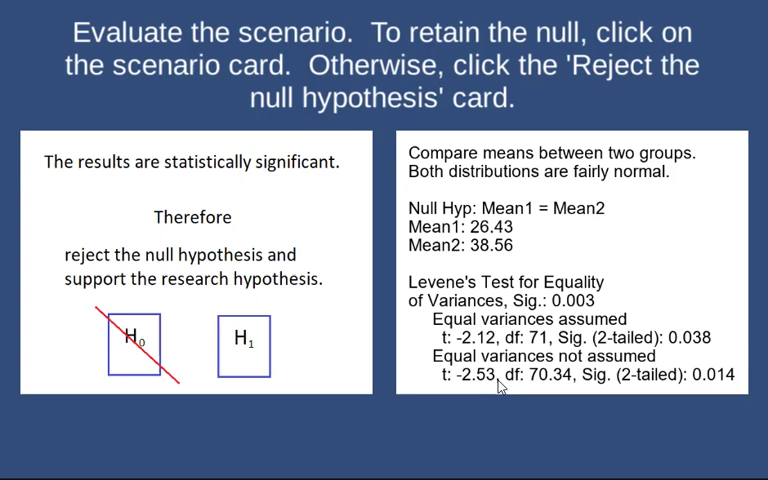 Evaluate the scenario. To retain the null, click on
the scenario card. Otherwise, click the 'Reject the
null hypothesis' card.
The results are statistically significant.
Therefore
reject the null hypothesis and
support the research hypothesis.
H₀
H₁
Compare means between two groups.
Both distributions are fairly normal.
Null Hyp: Mean1 = Mean2
Mean1: 26.43
Mean2: 38.56
Levene's Test for Equality
of Variances, Sig.: 0.003
Equal variances assumed
t: -2.12, df: 71, Sig. (2-tailed): 0.038
Equal variances not assumed
t: -2.53, df: 70.34, Sig. (2-tailed): 0.014